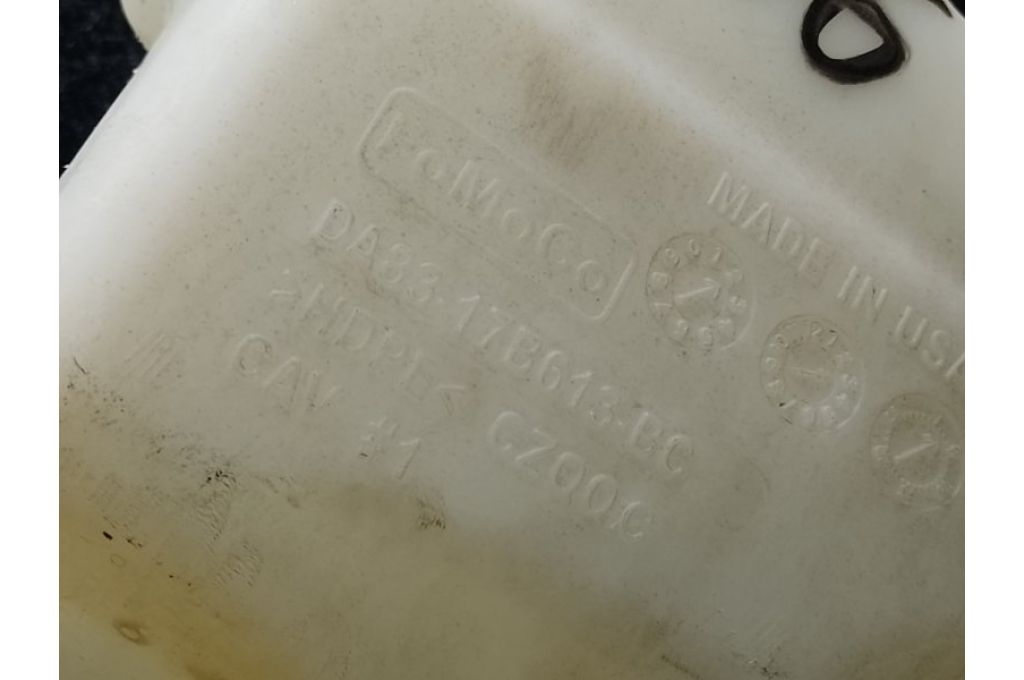 FoMoCo
DA83-17B613-BC
>HDPE< CZ00C
CAV #1
MADE IN USA